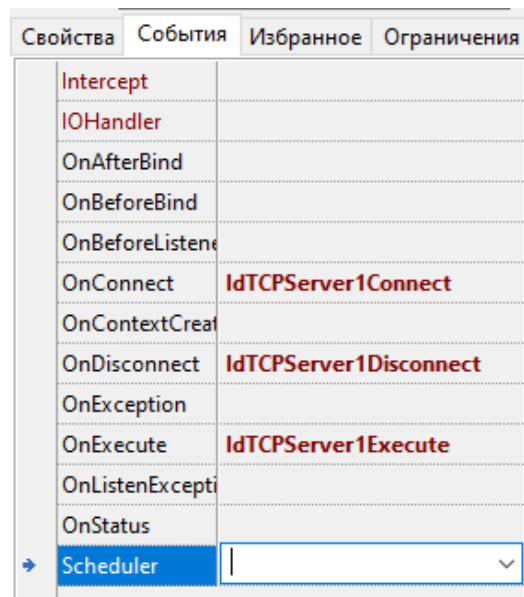 Свойства События Избранное Ограничения
Intercept
IOHandler
OnAfterBind
OnBeforeBind
OnBeforeListene
OnConnect IdTCPServer1Connect
OnContextCreat
OnDisconnect IdTCPServer1Disconnect
OnException
OnExecute IdTCPServer1Execute
OnListenExcepti
OnStatus
Scheduler